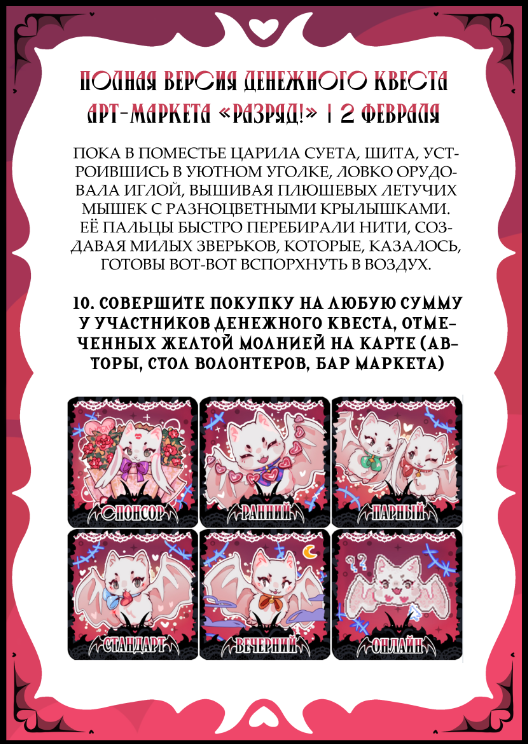 ПОЛНАЯ ВЕРСИЯ ДЕНЕЖНОГО КВЕСТА
АРТ-МАРКЕТА «РАЗРЯД!» | 2 ФЕВРАЛЯ
ПОКА В ПОМЕСТЬЕ ЦАРИЛА СУЕТА, ШИТА, УСТ-
РОИВШИСЬ В УЮТНОМ УГОЛКЕ, ЛОВКО ОРУДО-
ВАЛА ИГЛОЙ, ВЫШИВАЯ ПЛЮШЕВЫХ ЛЕТУЧИХ
МЫШЕК С РАЗНОЦВЕТНЫМИ КРЫЛЫШКАМИ.
ЕЁ ПАЛЬЦЫ БЫСТРО ПЕРЕБИРАЛИ НИТИ, СОЗ-
ДАВАЯ МИЛЫХ ЗВЕРЬКОВ, КОТОРЫЕ, КАЗАЛОСЬ,
ГОТОВЫ ВОТ-ВОТ ВСПОРХНУТЬ В ВОЗДУХ.
10. СОВЕРШИТЕ ПОКУПКУ НА ЛЮБУЮ СУММУ
У УЧАСТНИКОВ ДЕНЕЖНОГО КВЕСТА, ОТМЕ-
ЧЕННЫХ ЖЕЛТОЙ МОЛНИЕЙ НА КАРТЕ (АВ-
ТОРЫ, СТОЛ ВОЛОНТЕРОВ, БАР МАРКЕТА)
СПОНСОР
РАННИЙ
ПАРНЫЙ
СТАНДАРТ
ВЕЧЕРНИЙ
??
ОНЛАЙН